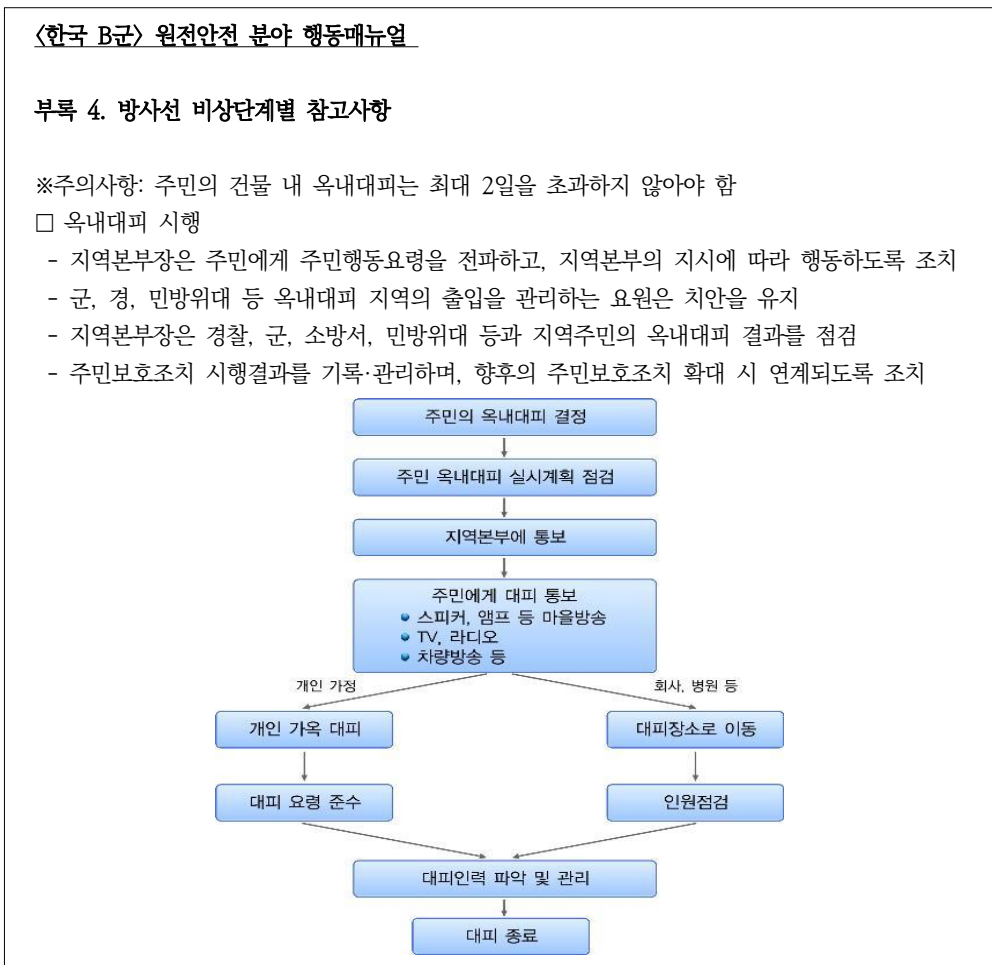 〈한국 B군〉 원전안전 분야 행동매뉴얼
부록 4. 방사선 비상단계별 참고사항
※주의사항: 주민의 건물 내 옥내대피는 최대 2일을 초과하지 않아야 함
□ 옥내대피 시행
- 지역본부장은 주민에게 주민행동요령을 전파하고, 지역본부의 지시에 따라 행동하도록 조치
- 군, 경, 민방위대 등 옥내대피 지역의 출입을 관리하는 요원은 치안을 유지
- 지역본부장은 경찰, 군, 소방서, 민방위대 등과 지역주민의 옥내대피 결과를 점검
- 주민보호조치 시행결과를 기록·관리하며, 향후의 주민보호조치 확대 시 연계되도록 조치
주민의 옥내대피 결정
주민 옥내대피 실시계획 점검
지역본부에 통보
주민에게 대피 통보
● 스피커, 앰프 등 마을방송
● TV, 라디오
● 차량방송 등
개인 가정
회사, 병원 등
개인 가옥 대피
대피장소로 이동
대피 요령 준수
인원점검
대피인력 파악 및 관리
대피 종료